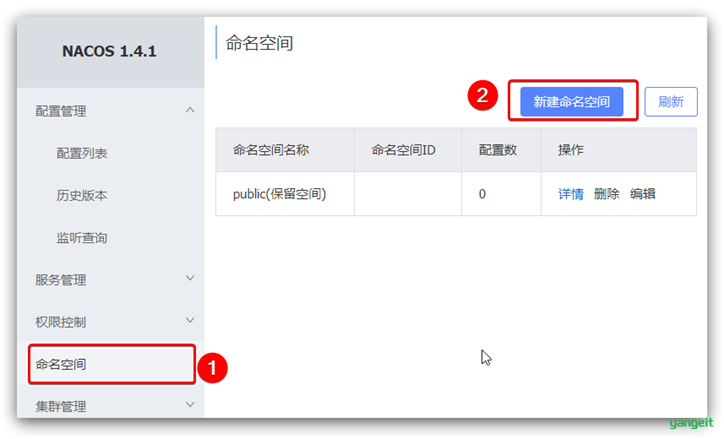 NACOS 1.4.1
配置管理
配置列表
历史版本
监听查询
服务管理
权限控制
命名空间
1
集群管理
命名空间
2
新建命名空间 刷新
命名空间名称 命名空间ID 配置数 操作
public(保留空间) 0 详情 删除 编辑
yangeit